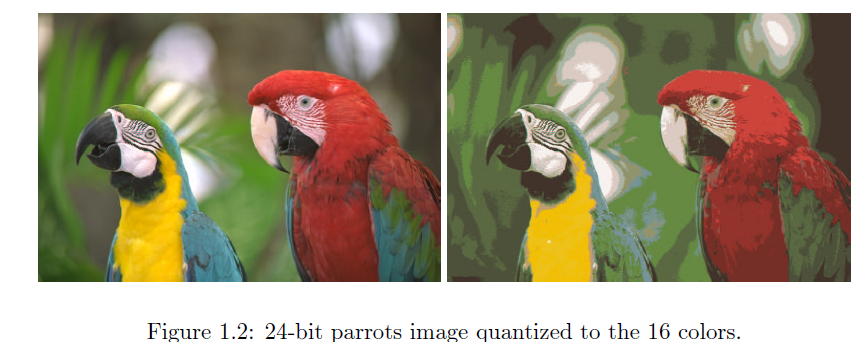 Figure 1.2: 24-bit parrots image quantized to the 16 colors.